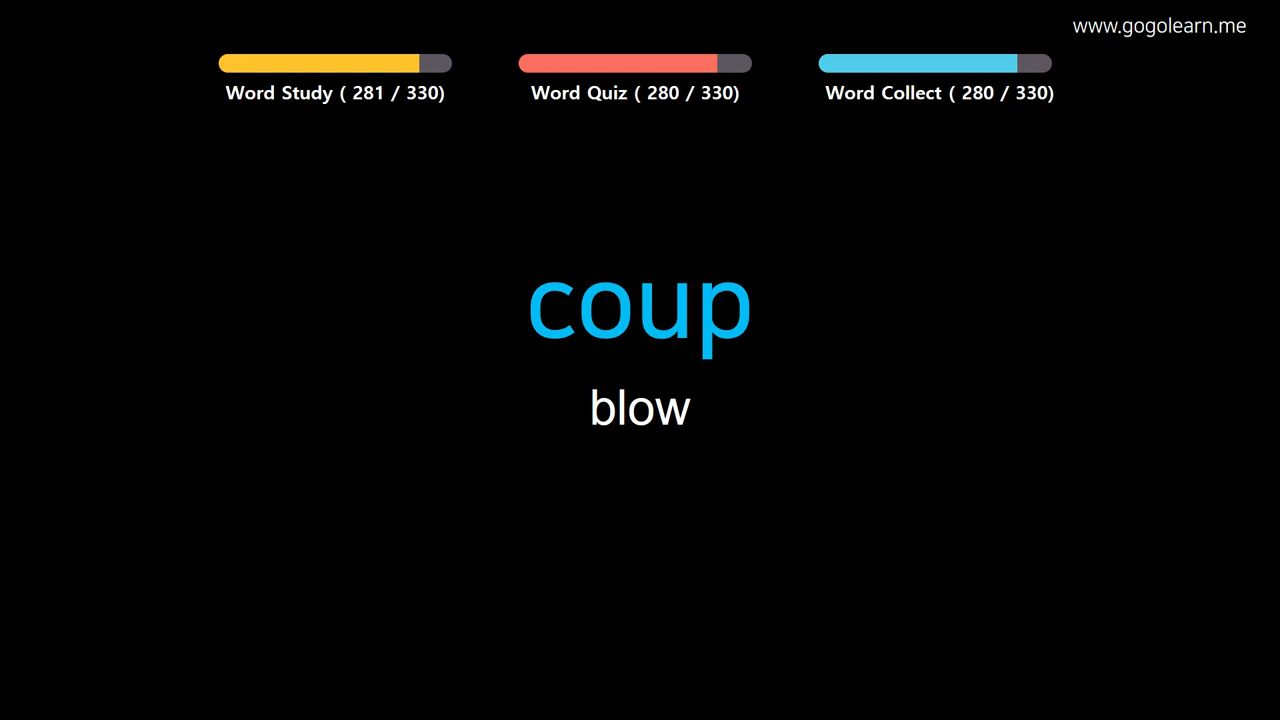 www.gogolearn.me
Word Study ( 281 / 330)
Word Quiz ( 280 / 330)
Word Collect ( 280 / 330)
coup
blow